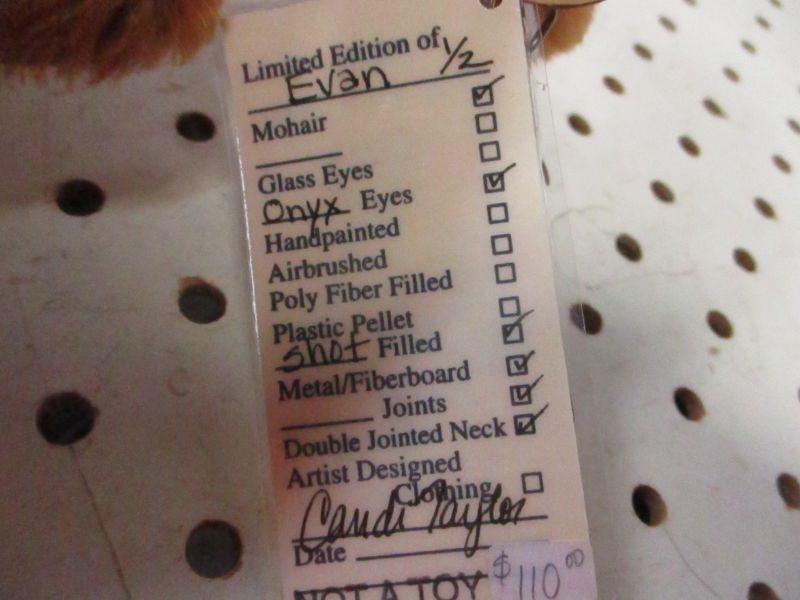 Limited Edition of 1/2
Evan
Mohair
Glass Eyes
Onyx Eyes
Handpainted
Airbrushed
Poly Fiber Filled
Plastic Pellet
Shot Filled
Metal/Fiberboard
Joints
Double Jointed Neck
Artist Designed
Clothing
Candi Taylor
Date
NOT A TOY
$110.00